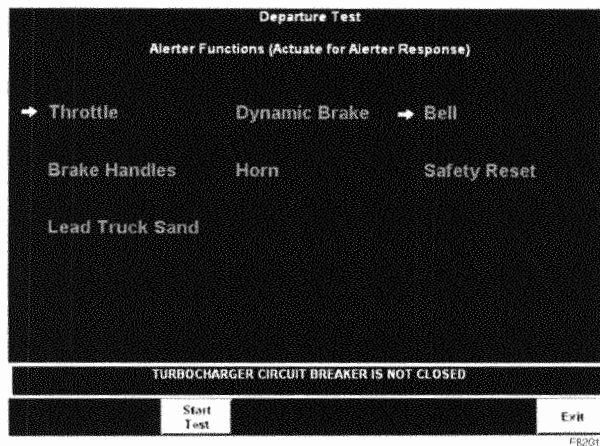 Departure Test
Alerter Functions (Actuate for Alerter Response)
Throttle Dynamic Brake Bell
Brake Handles Horn Safety Reset
Lead Truck Sand
TURBOCHARGER CIRCUIT BREAKER IS NOT CLOSED
Start
Test
Exit